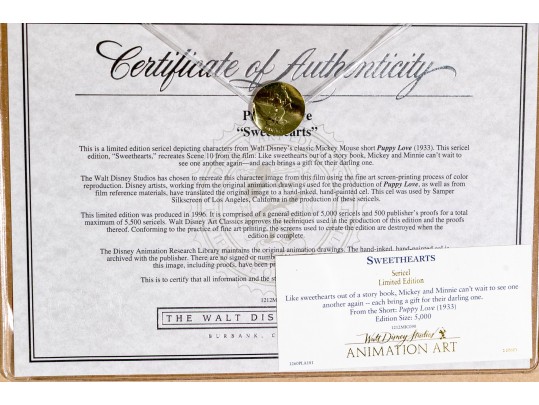 Certificate of Authenticity
"Sweethearts"
This is a limited edition sericel depicting characters from Walt Disney's classic Mickey Mouse short Puppy Love (1933). This sericel
edition, "Sweethearts," recreates Scene 10 from the film: Like sweethearts out of a story book, Mickey and Minnie can't wait to
see one another again—and each brings a gift for their darling one.
The Walt Disney Studios has chosen to recreate this character image from this film using the fine art screen-printing process of color
reproduction. Disney artists, working from the original animation drawings used for the production of Puppy Love, as well as from
film reference materials, have translated the original image to a hand-inked, hand-painted cel. This cel was used by Samper
Silkscreen of Los Angeles, California in the production of these sericels.
This limited edition was produced in 1996. It is comprised of a general edition of 5,000 sericels and 500 publisher's proofs for a total
maximum of 5,500 sericels. Walt Disney Art Classics approves the techniques used in the production of this edition and the proofs
thereof. Conforming to the practice of fine art printing, the screens used to create the edition are destroyed when the
edition is complete.
The Disney Animation Research Library maintains the original animation drawings. The hand-inked, hand-painted cel is
archived with the publisher. There are no signed or
this image, including proofs, have been
This is to certify that all information and the
THE WALT DIS
BURBANK, C
SWEETHEARTS
Sericel
Limited Edition
Like sweethearts out of a story book, Mickey and Minnie can't wait to see one
another again – each bring a gift for their darling one.
From the Short: Puppy Love (1933)
Edition Size: 5,000
Walt Disney Studios
ANIMATION ART